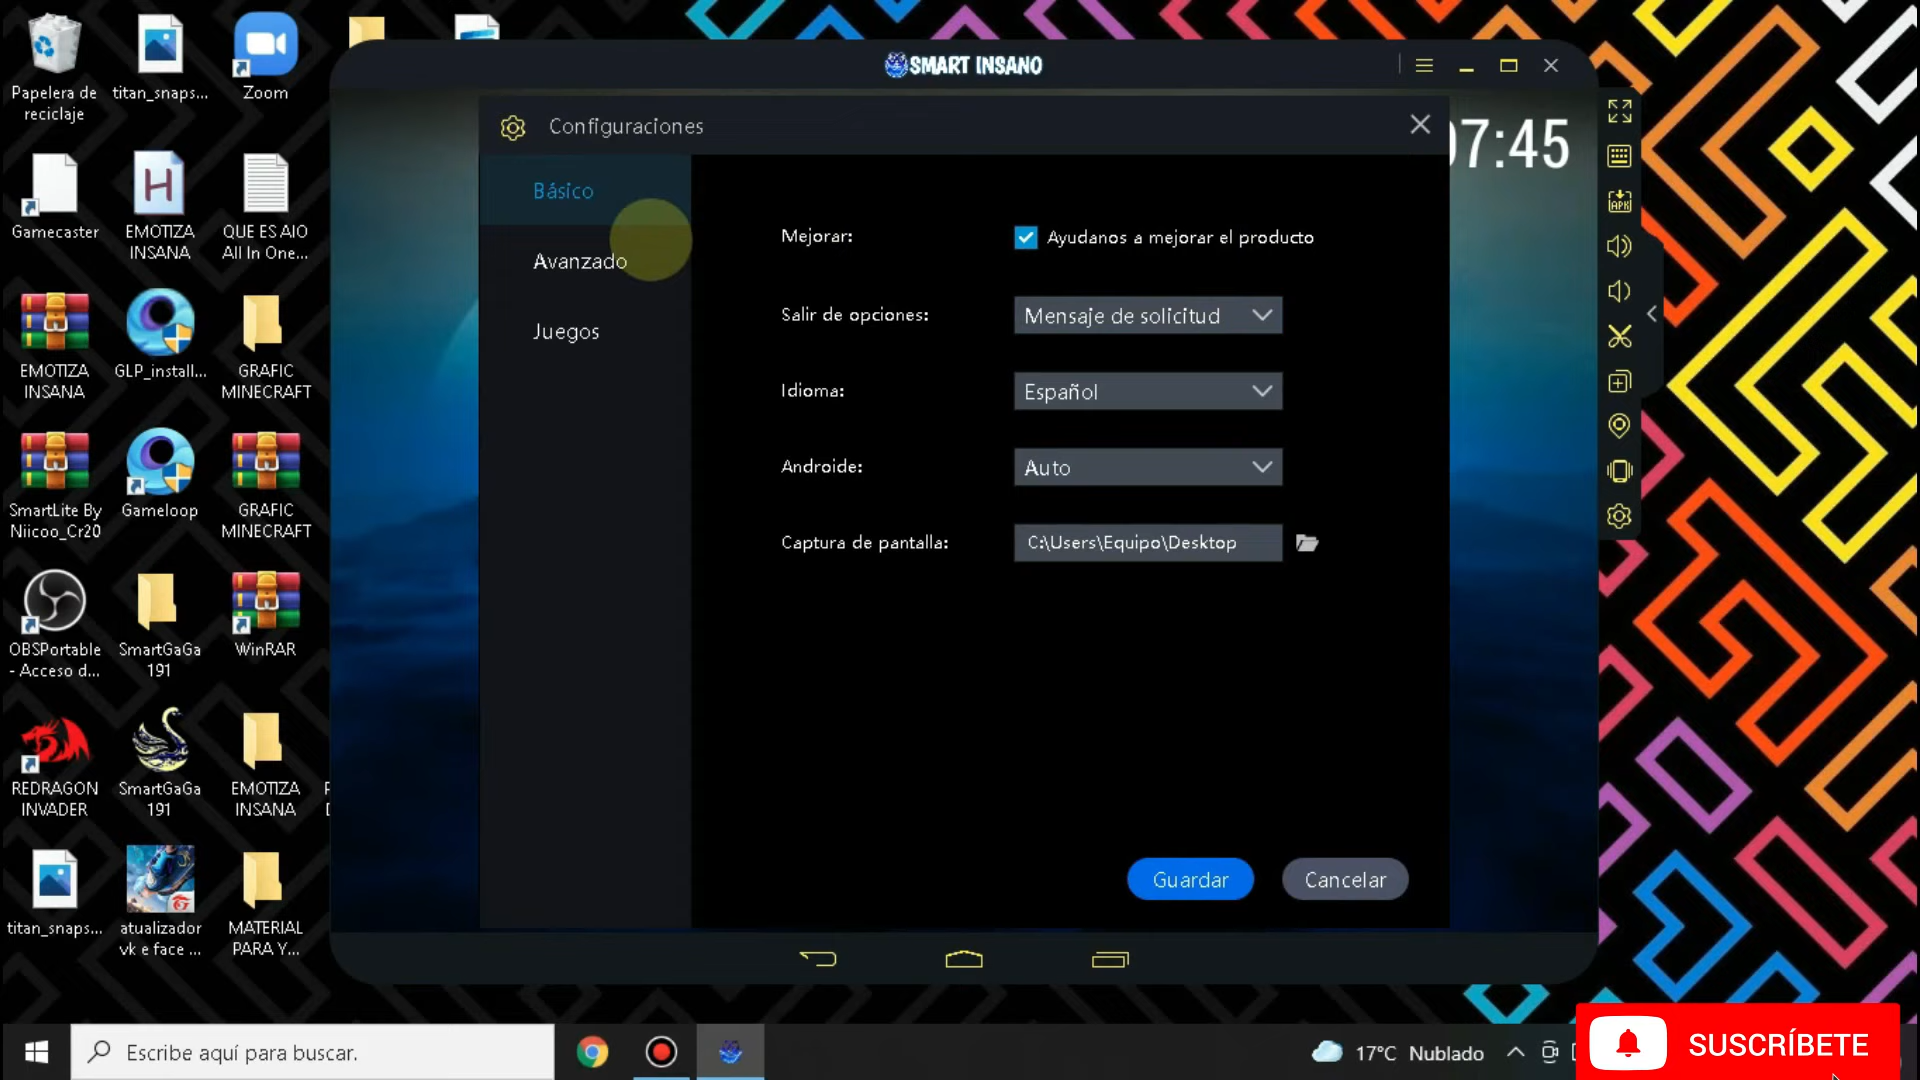 SMART INSANO
Papelera de
reciclaje
titan_snaps...
Zoom
Configuraciones
07:45
Básico
Avanzado
Juegos
Mejorar:
Ayudanos a mejorar el producto
Salir de opciones:
Mensaje de solicitud
Idioma:
Español
Androide:
Auto
Captura de pantalla:
C:\Users\Equipo\Desktop
Guardar
Cancelar
APK
Gamecaster
H
EMOTIZA
INSANA
QUE ES AIO
All In One...
EMOTIZA
INSANA
GLP_install...
GRAFIC
MINECRAFT
SmartLite By
Niicoo_Cr20
Gameloop
GRAFIC
MINECRAFT
OBSPortable
- Acceso d...
SmartGaGa
191
WinRAR
REDRAGON
INVADER
SmartGaGa
191
EMOTIZA
INSANA
titan_snaps...
atualizador
vk e face ...
MATERIAL
PARA Y...
Escribe aquí para buscar.
17°C Nublado
SUSCRÍBETE